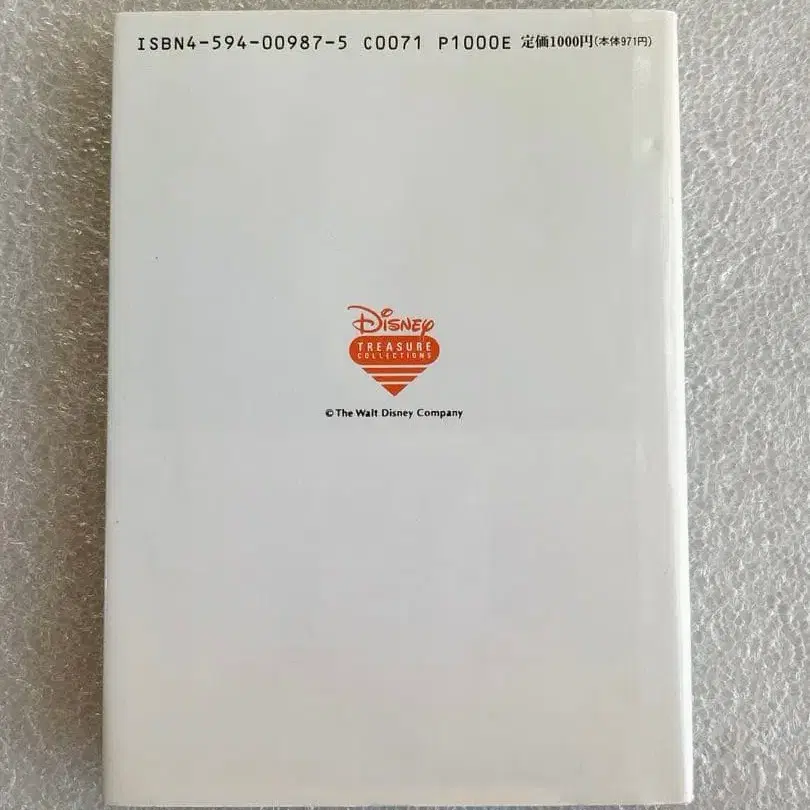 ISBN4-594-00987-5 C0071 P1000E 定価1000円(本体971円)
Disney
TREASURE
COLLECTIONS
© The Walt Disney Company